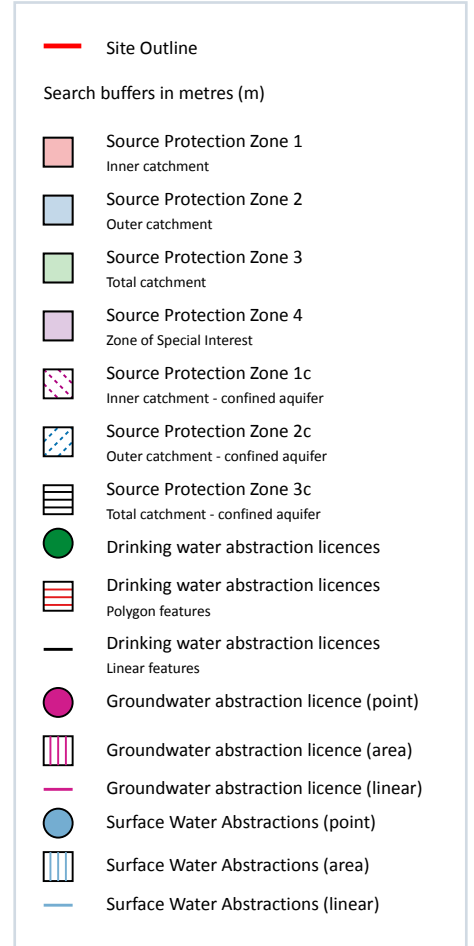 Site Outline
Search buffers in metres (m)
Source Protection Zone 1
Inner catchment
Source Protection Zone 2
Outer catchment
Source Protection Zone 3
Total catchment
Source Protection Zone 4
Zone of Special Interest
Source Protection Zone 1c
Inner catchment - confined aquifer
Source Protection Zone 2c
Outer catchment - confined aquifer
Source Protection Zone 3c
Total catchment - confined aquifer
Drinking water abstraction licences
Drinking water abstraction licences
Polygon features
Drinking water abstraction licences
Linear features
Groundwater abstraction licence (point)
Groundwater abstraction licence (area)
Groundwater abstraction licence (linear)
Surface Water Abstractions (point)
Surface Water Abstractions (area)
Surface Water Abstractions (linear)